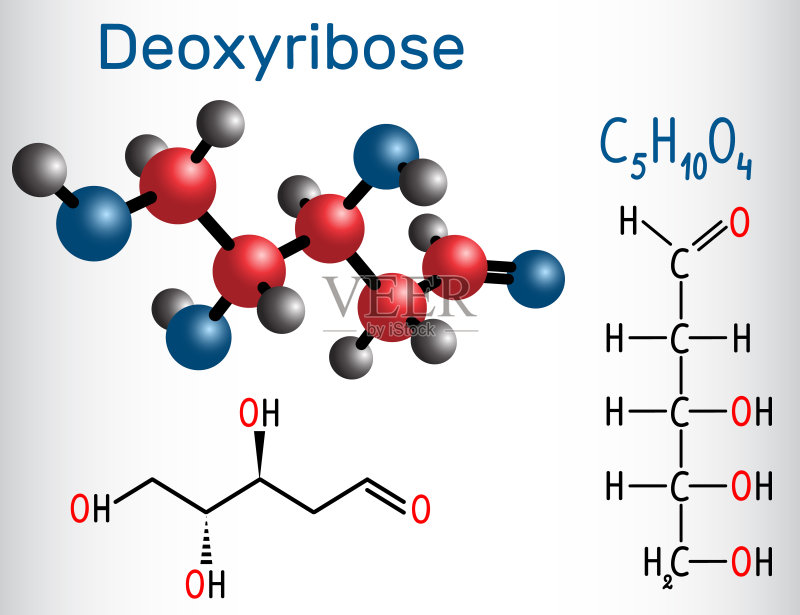 Deoxyribose
C5H10O4
H O
C
H C H
H C OH
H C OH
H2C OH
OH
OH O
OH
VEER
by iStock